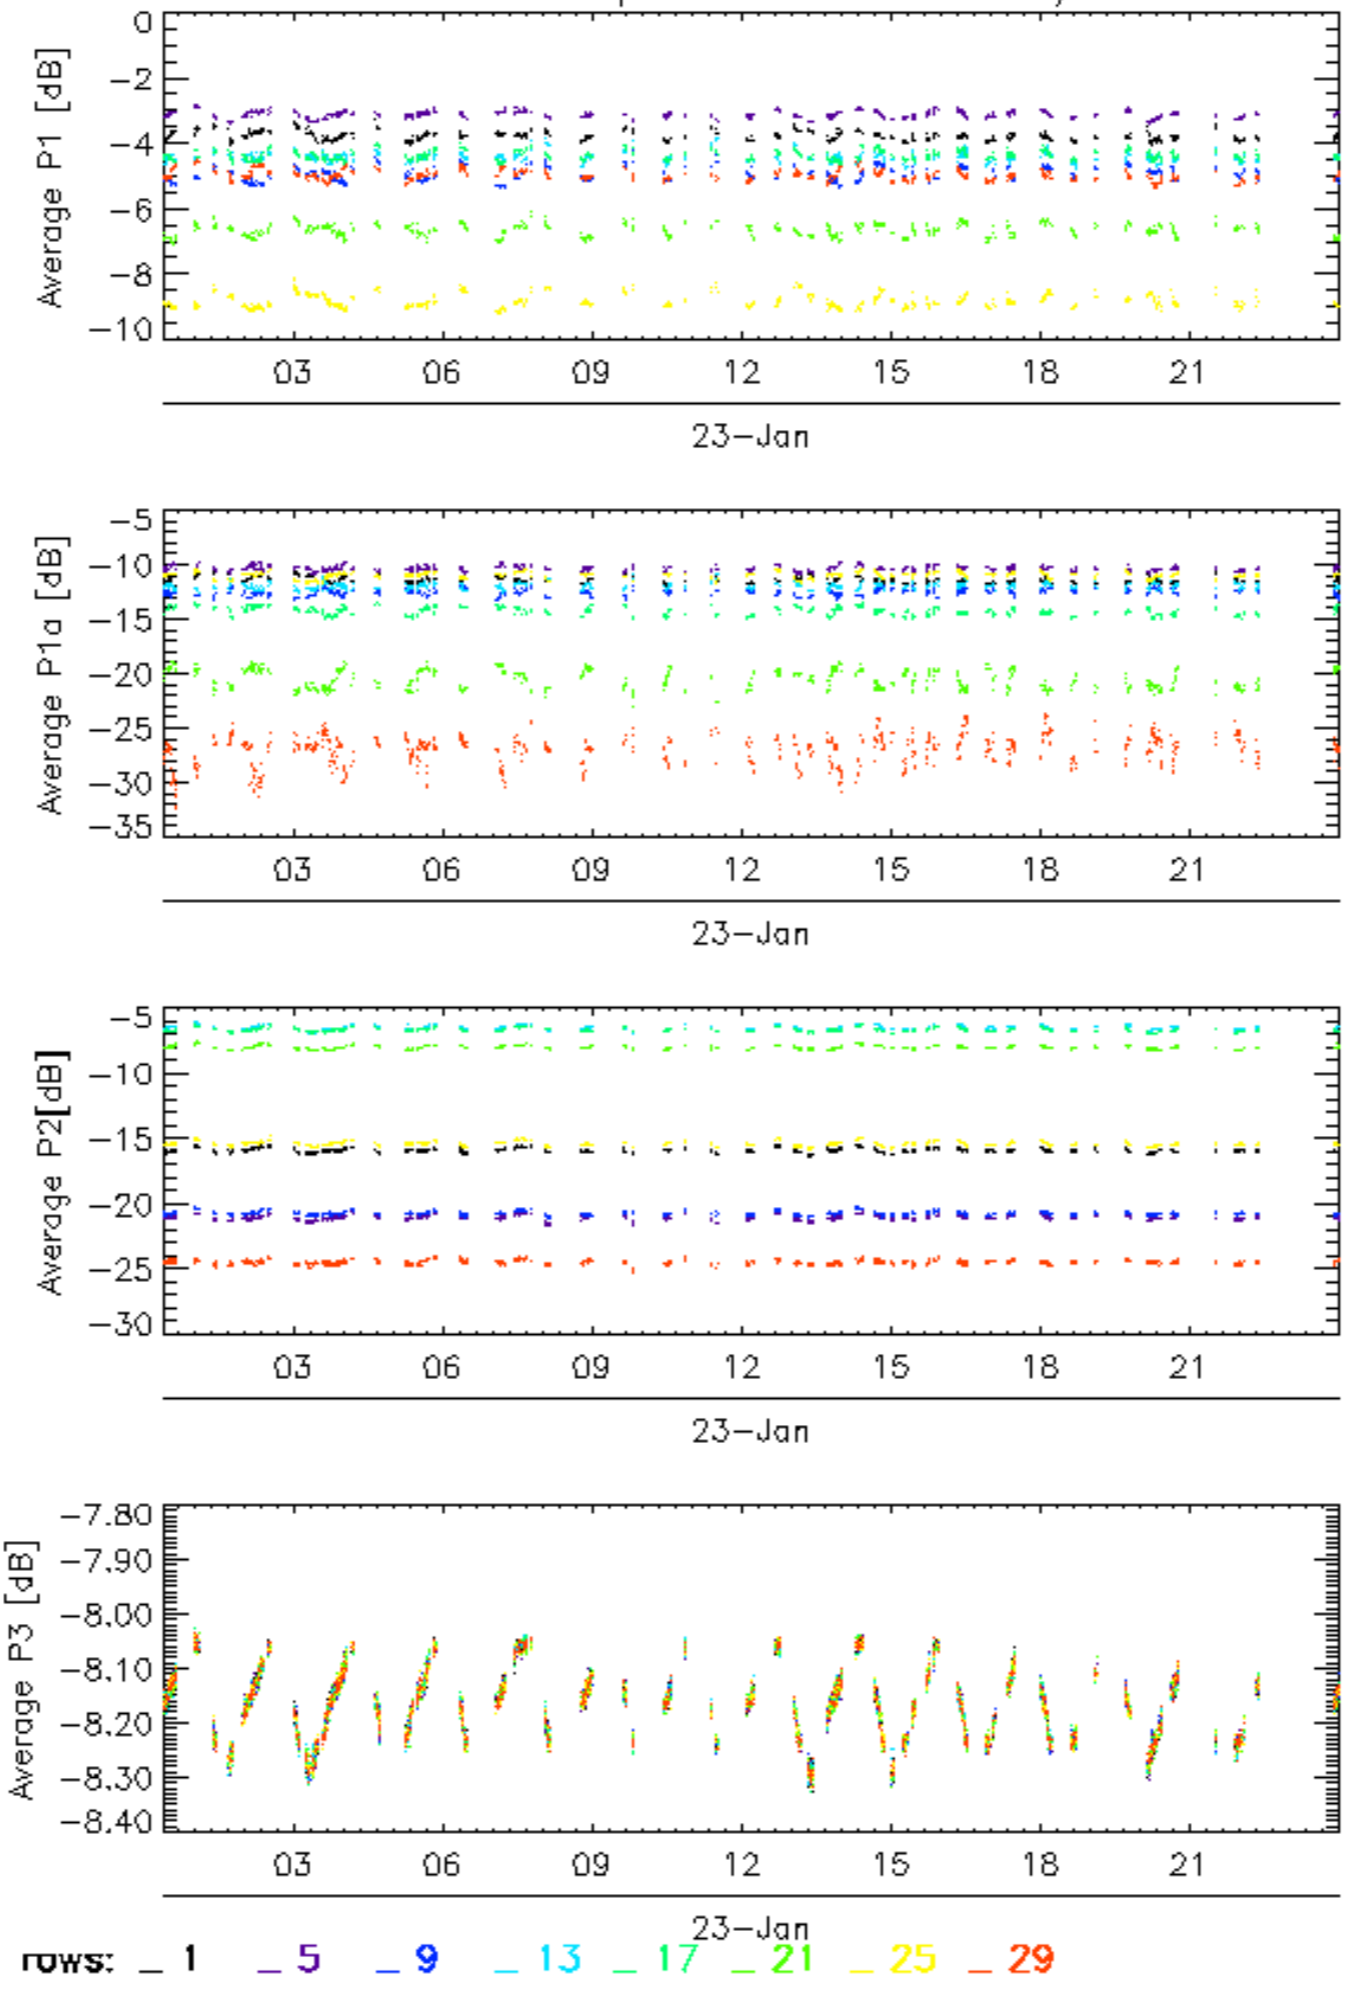 0
−2
−4
−6
−8
−10
Average P1 [dB]
03 06 09 12 15 18 21
23−Jan
−5
−10
−15
−20
−25
−30
−35
Average P1a [dB]
03 06 09 12 15 18 21
23−Jan
−5
−10
−15
−20
−25
−30
Average P2[dB]
03 06 09 12 15 18 21
23−Jan
−7.80
−7.90
−8.00
−8.10
−8.20
−8.30
−8.40
Average P3 [dB]
03 06 09 12 15 18 21
23−Jan
rows: _ 1 _ 5 _ 9 _ 13 _ 17 _ 21 _ 25 _ 29